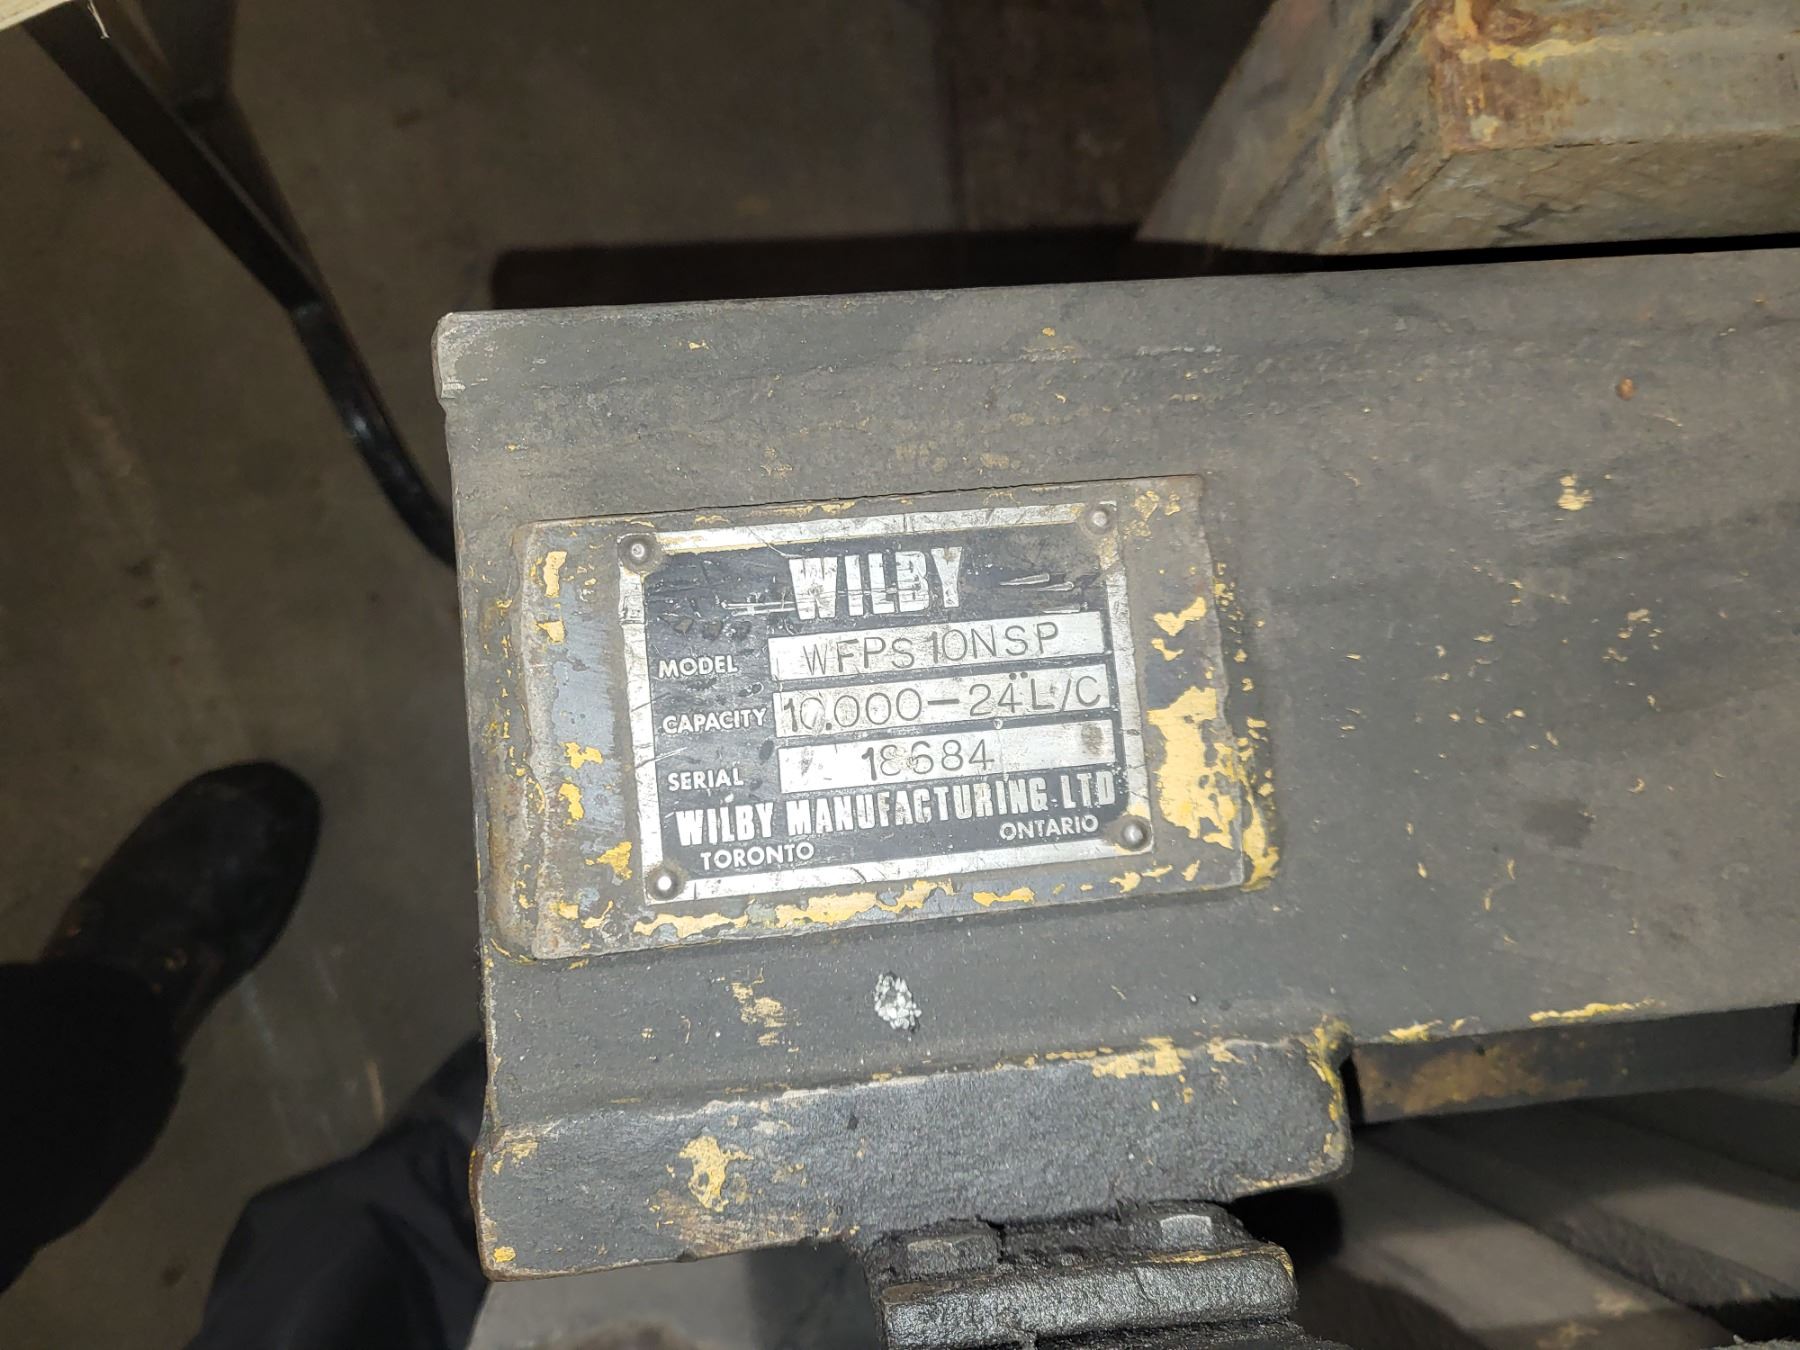 WILBY
MODEL WFPS10NSP
CAPACITY 10.000-24"L/C
SERIAL 18684
WILBY MANUFACTURING LTD
TORONTO ONTARIO